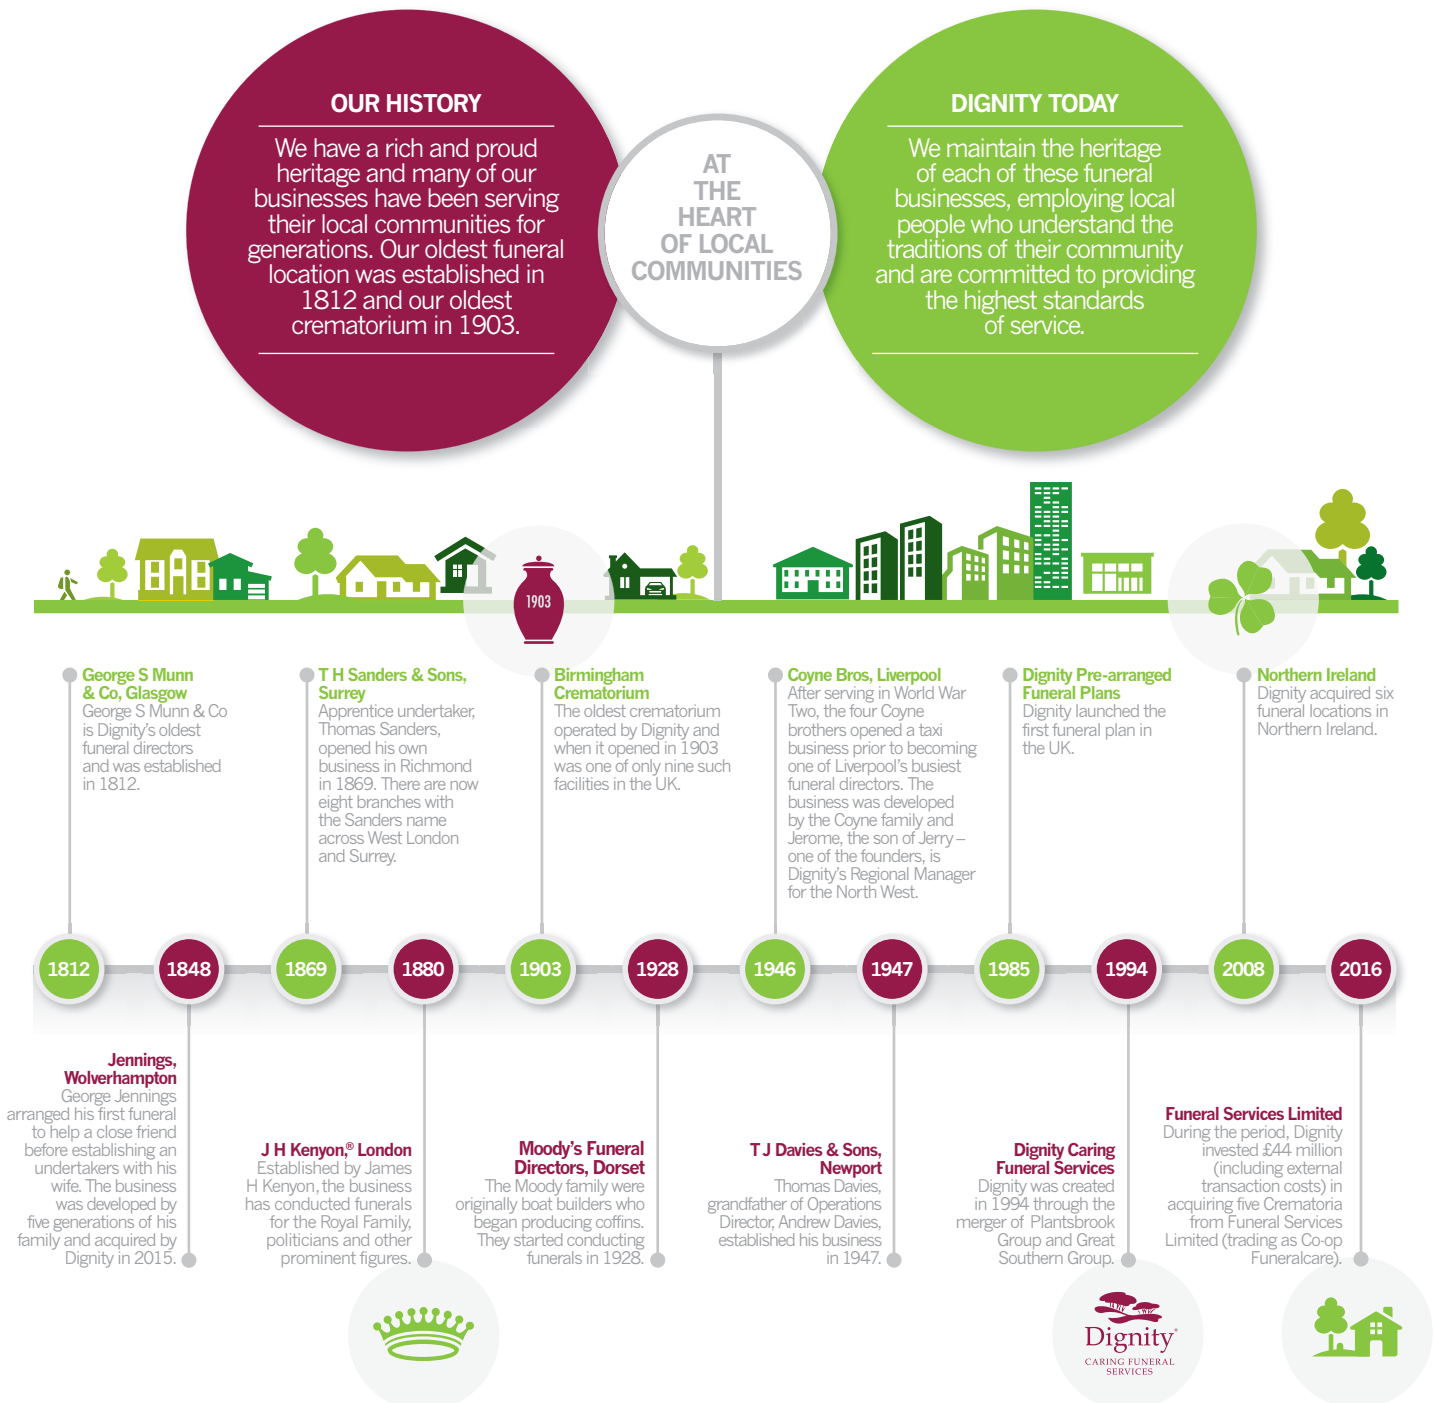 OUR HISTORY
We have a rich and proud
heritage and many of our
businesses have been serving
their local communities for
generations. Our oldest funeral
location was established in
1812 and our oldest
crematorium in 1903.
AT
THE
HEART
OF LOCAL
COMMUNITIES
DIGNITY TODAY
We maintain the heritage
of each of these funeral
businesses, employing local
people who understand the
traditions of their community
and are committed to providing
the highest standards
of service.
1903
George S Munn
& Co, Glasgow
George S Munn & Co
is Dignity's oldest
funeral directors
and was established
in 1812.
T H Sanders & Sons,
Surrey
Apprentice undertaker,
Thomas Sanders,
opened his own
business in Richmond
in 1869. There are now
eight branches with
the Sanders name
across West London
and Surrey.
Birmingham
Crematorium
The oldest crematorium
operated by Dignity and
when it opened in 1903
was one of only nine such
facilities in the UK.
Coyne Bros, Liverpool
After serving in World War
Two, the four Coyne
brothers opened a taxi
business prior to becoming
one of Liverpool's busiest
funeral directors. The
business was developed
by the Coyne family and
Jerome, the son of Jerry –
one of the founders, is
Dignity's Regional Manager
for the North West.
Dignity Pre-arranged
Funeral Plans
Dignity launched the
first funeral plan in
the UK.
Northern Ireland
Dignity acquired six
funeral locations in
Northern Ireland.
1812
1848
1869
1880
1903
1928
1946
1947
1985
1994
2008
2016
Jennings,
Wolverhampton
George Jennings
arranged his first funeral
to help a close friend
before establishing an
undertakers with his
wife. The business
was developed by
five generations of his
family and acquired by
Dignity in 2015.
J H Kenyon,® London
Established by James
H Kenyon, the business
has conducted funerals
for the Royal Family,
politicians and other
prominent figures.
Moody's Funeral
Directors, Dorset
The Moody family were
originally boat builders who
began producing coffins.
They started conducting
funerals in 1928.
T J Davies & Sons,
Newport
Thomas Davies,
grandfather of Operations
Director, Andrew Davies,
established his business
in 1947.
Dignity Caring
Funeral Services
Dignity was created
in 1994 through the
merger of Plantsbrook
Group and Great
Southern Group.
Funeral Services Limited
During the period, Dignity
invested £44 million
(including external
transaction costs) in
acquiring five Crematoria
from Funeral Services
Limited (trading as Co-op
Funeralcare).
Dignity®
CARING FUNERAL
SERVICES